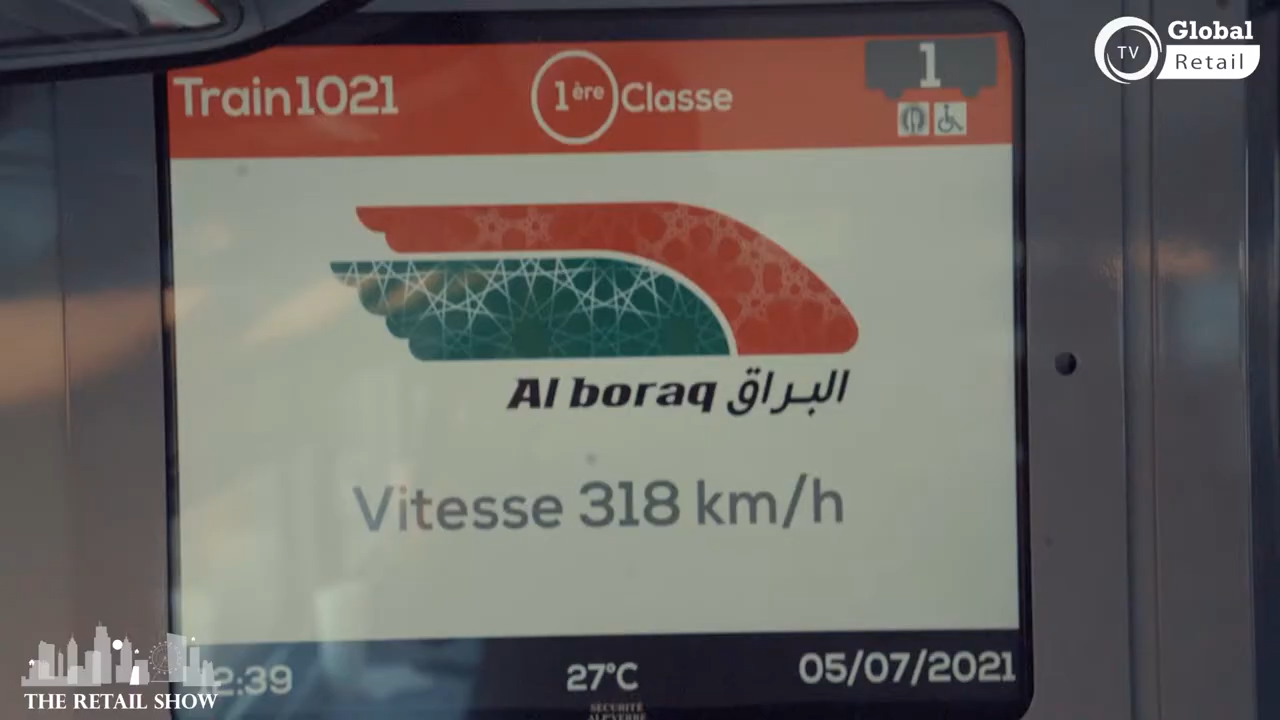 Global
TV Retail
Train1021
1ère Classe
1
Al boraq البراق
Vitesse 318 km/h
2:39
27°C
05/07/2021
SECURITE
THE RETAIL SHOW